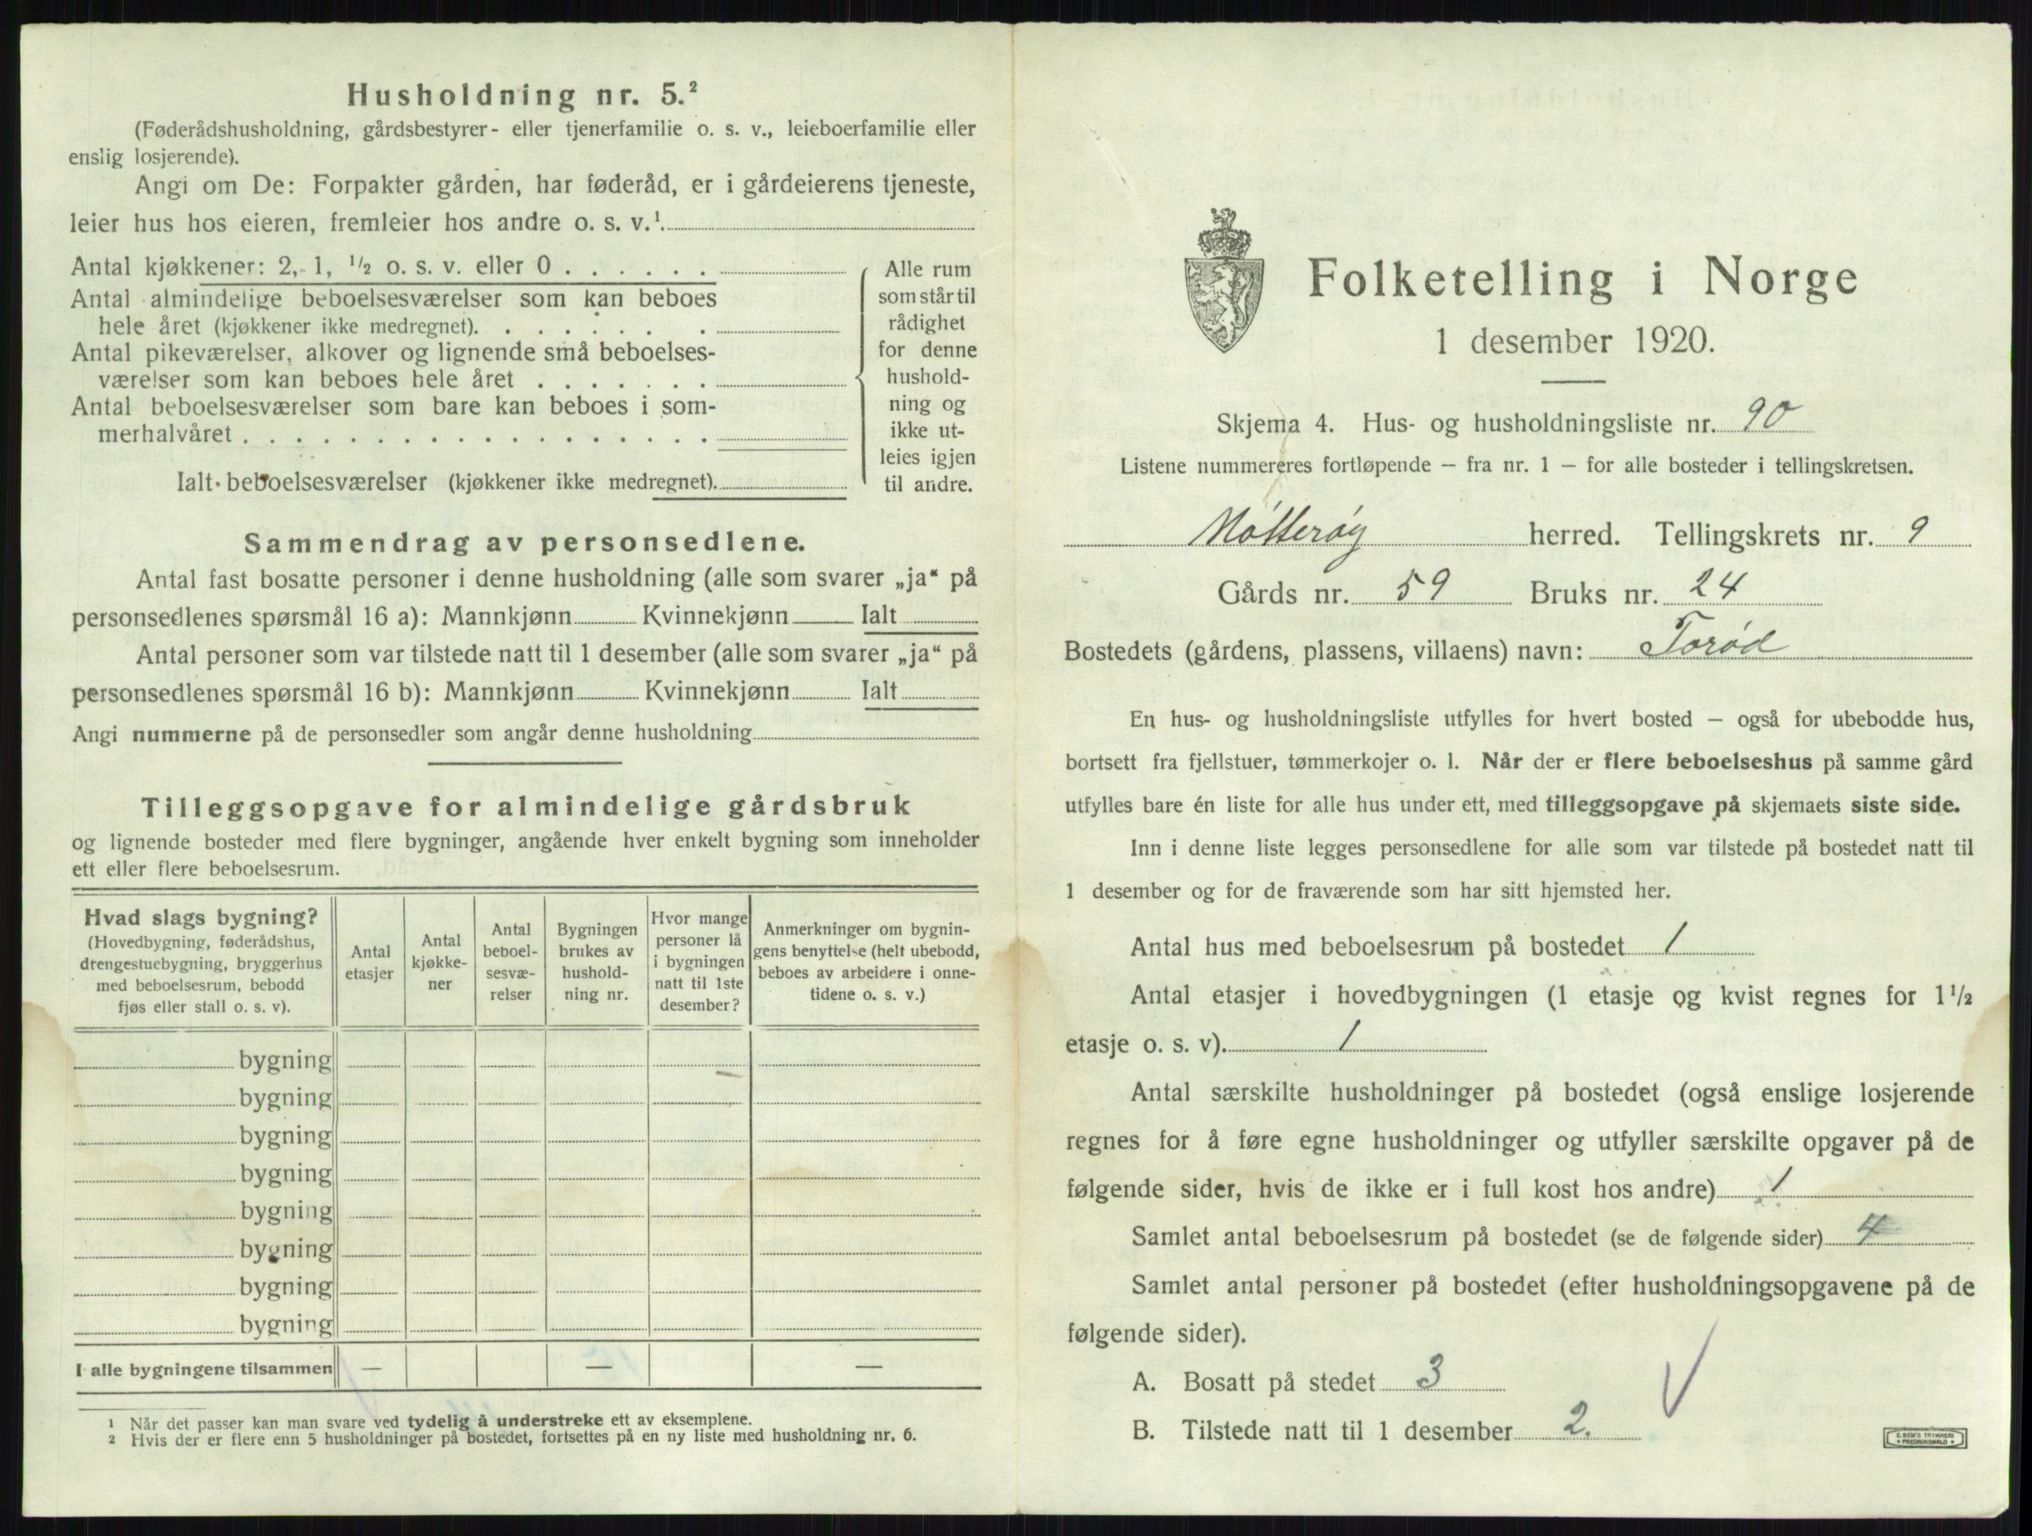 Husholdning nr. 5.²
(Føderådshusholdning, gårdsbestyrer- eller tjenerfamilie o. s. v., leieboerfamilie eller
enslig losjerende).
Angi om De: Forpakter gården, har føderåd, er i gårdeierens tjeneste,
leier hus hos eieren, fremleier hos andre o. s. v.¹
Antal kjøkkener: 2, 1, ½ o. s. v. eller 0 . . . . . .
Antal almindelige beboelsesværelser som kan beboes
hele året (kjøkkener ikke medregnet). . . . . . . .
Antal pikeværelser, alkover og lignende små beboelses-
værelser som kan beboes hele året . . . . . . .
Antal beboelsesværelser som bare kan beboes i som-
merhalvåret . . . . . . . . . . . . . . . . . .
Ialt beboelsesværelser (kjøkkener ikke medregnet).
Alle rum
som står til
rådighet
for denne
hushold-
ning og
ikke ut-
leies igjen
til andre.
Sammendrag av personsedlene.
Antal fast bosatte personer i denne husholdning (alle som svarer „ja“ på
personsedlenes spørsmål 16 a): Mannkjønn Kvinnekjønn Ialt
Antal personer som var tilstede natt til 1 desember (alle som svarer „ja“ på
personsedlenes spørsmål 16 b): Mannkjønn Kvinnekjønn Ialt
Angi nummerne på de personsedler som angår denne husholdning
Tilleggsopgave for almindelige gårdsbruk
og lignende bosteder med flere bygninger, angående hver enkelt bygning som inneholder
ett eller flere beboelsesrum.
Hvad slags bygning?
(Hovedbygning, føderådshus,
drengestuebygning, bryggerhus
med beboelsesrum, bebodd
fjøs eller stall o. s. v).
Antal
etasjer
Antal
kjøkke-
ner
Antal
beboel-
sesvæ-
relser
Bygningen
brukes av
hushold-
ning nr.
Hvor mange
personer lå
i bygningen
natt til 1ste
desember?
Anmerkninger om bygnin-
gens benyttelse (helt ubebodd,
beboes av arbeidere i onne-
tidene o. s. v.)
bygning
bygning
bygning
bygning
bygning
bygning
bygning
bygning
I alle bygningene tilsammen — — —
¹ Når det passer kan man svare ved tydelig å understreke ett av eksemplene.
² Hvis der er flere enn 5 husholdninger på bostedet, fortsettes på en ny liste med husholdning nr. 6.
Folketelling i Norge
1 desember 1920.
Skjema 4. Hus- og husholdningsliste nr. 90
Listene nummereres fortløpende – fra nr. 1 – for alle bosteder i tellingskretsen.
Nøtterøy herred. Tellingskrets nr. 9
Gårds nr. 59 Bruks nr. 24
Bostedets (gårdens, plassens, villaens) navn: Torød
En hus- og husholdningsliste utfylles for hvert bosted – også for ubebodde hus,
bortsett fra fjellstuer, tømmerkojer o. l. Når der er flere beboelseshus på samme gård
utfylles bare én liste for alle hus under ett, med tilleggsopgave på skjemaets siste side.
Inn i denne liste legges personsedlene for alle som var tilstede på bostedet natt til
1 desember og for de fraværende som har sitt hjemsted her.
Antal hus med beboelsesrum på bostedet 1
Antal etasjer i hovedbygningen (1 etasje og kvist regnes for 1½
etasje o. s. v). 1
Antal særskilte husholdninger på bostedet (også enslige losjerende
regnes for å føre egne husholdninger og utfyller særskilte opgaver på de
følgende sider, hvis de ikke er i full kost hos andre) 1
Samlet antal beboelsesrum på bostedet (se de følgende sider) 4
Samlet antal personer på bostedet (efter husholdningsopgavene på de
følgende sider).
A. Bosatt på stedet 3
B. Tilstede natt til 1 desember 2.